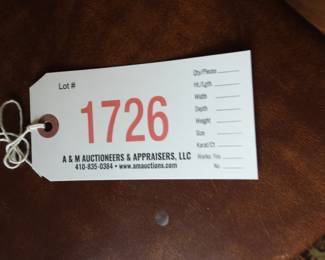 Lot #
1726
A & M AUCTIONEERS & APPRAISERS, LLC
410-835-0384 • www.amauctions.com
Qty/Pieces
Ht./Lgth
Width
Depth
Height
Size
Karat/Ct
Works: Yes
No